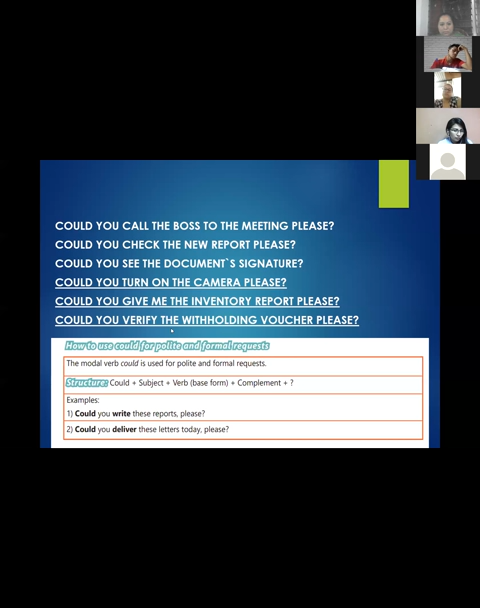 COULD YOU CALL THE BOSS TO THE MEETING PLEASE?
COULD YOU CHECK THE NEW REPORT PLEASE?
COULD YOU SEE THE DOCUMENT`S SIGNATURE?
COULD YOU TURN ON THE CAMERA PLEASE?
COULD YOU GIVE ME THE INVENTORY REPORT PLEASE?
COULD YOU VERIFY THE WITHHOLDING VOUCHER PLEASE?
How to use could for polite and formal requests
The modal verb could is used for polite and formal requests.
Structure: Could + Subject + Verb (base form) + Complement + ?
Examples:
1) Could you write these reports, please?
2) Could you deliver these letters today, please?